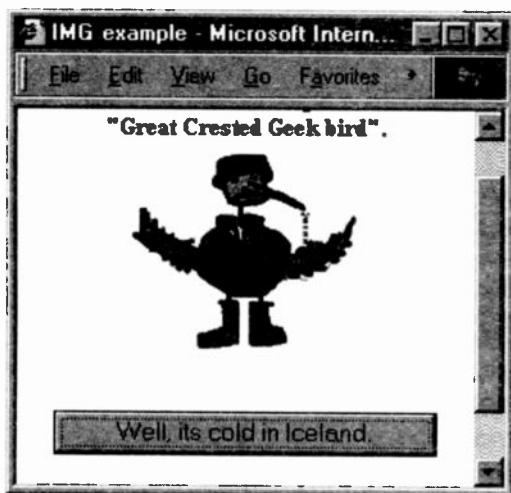 IMG example - Microsoft Intern...
File Edit View Go Favorites
"Great Crested Geek bird".
Well, its cold in Iceland.